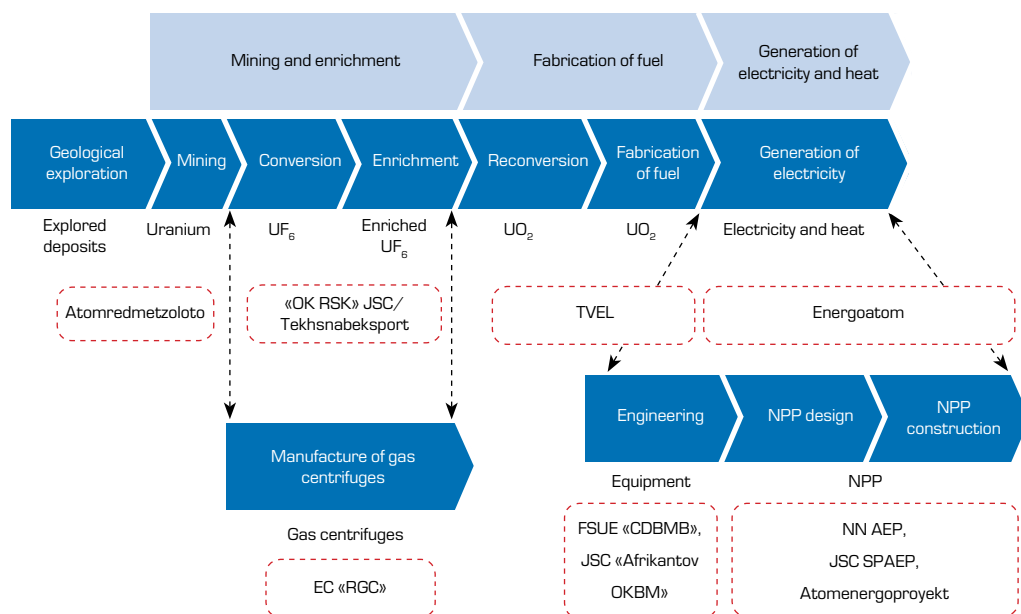 Mining and enrichment
Fabrication of fuel
Generation of
electricity and heat
Geological
exploration
Mining
Conversion
Enrichment
Reconversion
Fabrication
of fuel
Generation of
electricity
Explored
deposits
Uranium
UF₆
Enriched
UF₆
UO₂
UO₂
Electricity and heat
Atomredmetzoloto
«OK RSK» JSC/
Tekhsnabeksport
TVEL
Energoatom
Engineering
NPP design
NPP
construction
Manufacture of gas
centrifuges
Equipment
NPP
Gas centrifuges
EC «RGC»
FSUE «CDBMB»,
JSC «Afrikantov
OKBM»
NN AEP,
JSC SPAEP,
Atomenergoproyekt